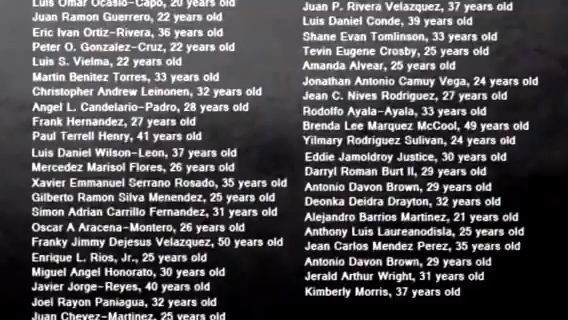 Luis Omar Ocasio-Capo, 20 years old
Juan Ramon Guerrero, 22 years old
Eric Ivan Ortiz-Rivera, 36 years old
Peter O. Gonzalez-Cruz, 22 years old
Luis S. Vielma, 22 years old
Martin Benitez Torres, 33 years old
Christopher Andrew Leinonen, 32 years old
Angel L. Candelario-Padro, 28 years old
Frank Hernandez, 27 years old
Paul Terrell Henry, 41 years old
Luis Daniel Wilson-Leon, 37 years old
Mercedez Marisol Flores, 26 years old
Xavier Emmanuel Serrano Rosado, 35 years old
Gilberto Ramon Silva Menendez, 25 years old
Simon Adrian Carrillo Fernandez, 31 years old
Oscar A Aracena-Montero, 26 years old
Franky Jimmy Dejesus Velazquez, 50 years old
Enrique L. Rios, Jr., 25 years old
Miguel Angel Honorato, 30 years old
Javier Jorge-Reyes, 40 years old
Joel Rayon Paniagua, 32 years old
Juan Chevez-Martinez, 25 years old
Juan P. Rivera Velazquez, 37 years old
Luis Daniel Conde, 39 years old
Shane Evan Tomlinson, 33 years old
Tevin Eugene Crosby, 25 years old
Amanda Alvear, 25 years old
Jonathan Antonio Camuy Vega, 24 years old
Jean C. Nives Rodriguez, 27 years old
Rodolfo Ayala-Ayala, 33 years old
Brenda Lee Marquez McCool, 49 years old
Yilmary Rodriguez Sulivan, 24 years old
Eddie Jamoldroy Justice, 30 years old
Darryl Roman Burt II, 29 years old
Antonio Davon Brown, 29 years old
Deonka Deidra Drayton, 32 years old
Alejandro Barrios Martinez, 21 years old
Anthony Luis Laureanodisla, 25 years old
Jean Carlos Mendez Perez, 35 years old
Antonio Davon Brown, 29 years old
Jerald Arthur Wright, 31 years old
Kimberly Morris, 37 years old